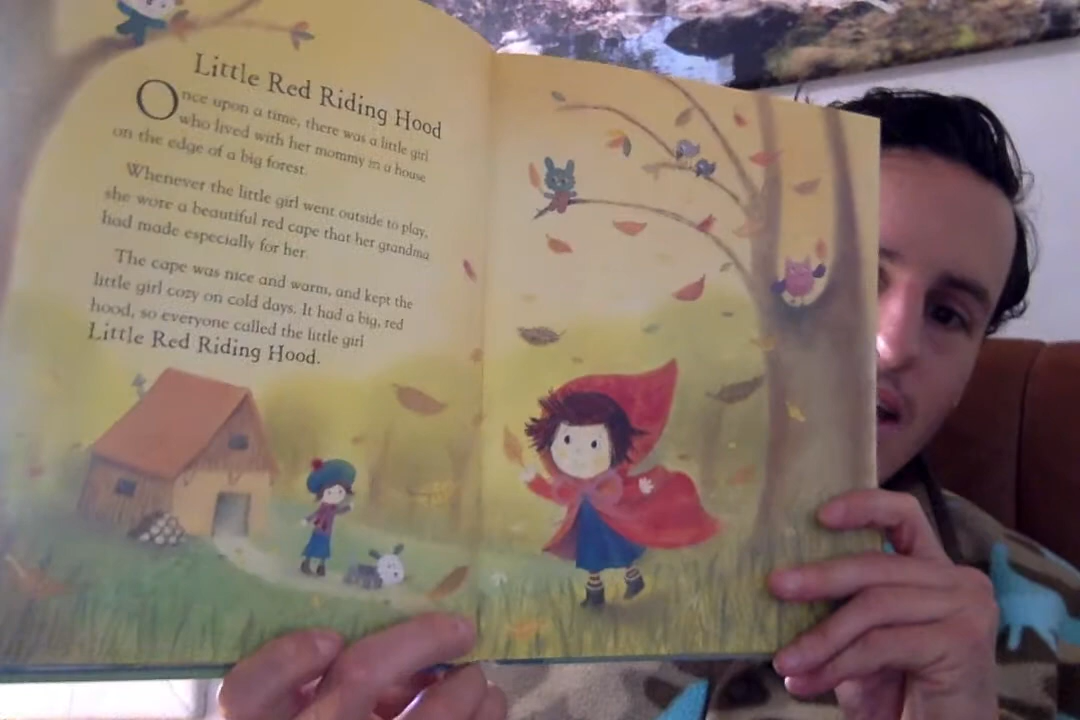 Little Red Riding Hood
Once upon a time, there was a little girl
who lived with her mommy in a house
on the edge of a big forest.
Whenever the little girl went outside to play,
she wore a beautiful red cape that her grandma
had made especially for her.
The cape was nice and warm, and kept the
little girl cozy on cold days. It had a big, red
hood, so everyone called the little girl
Little Red Riding Hood.